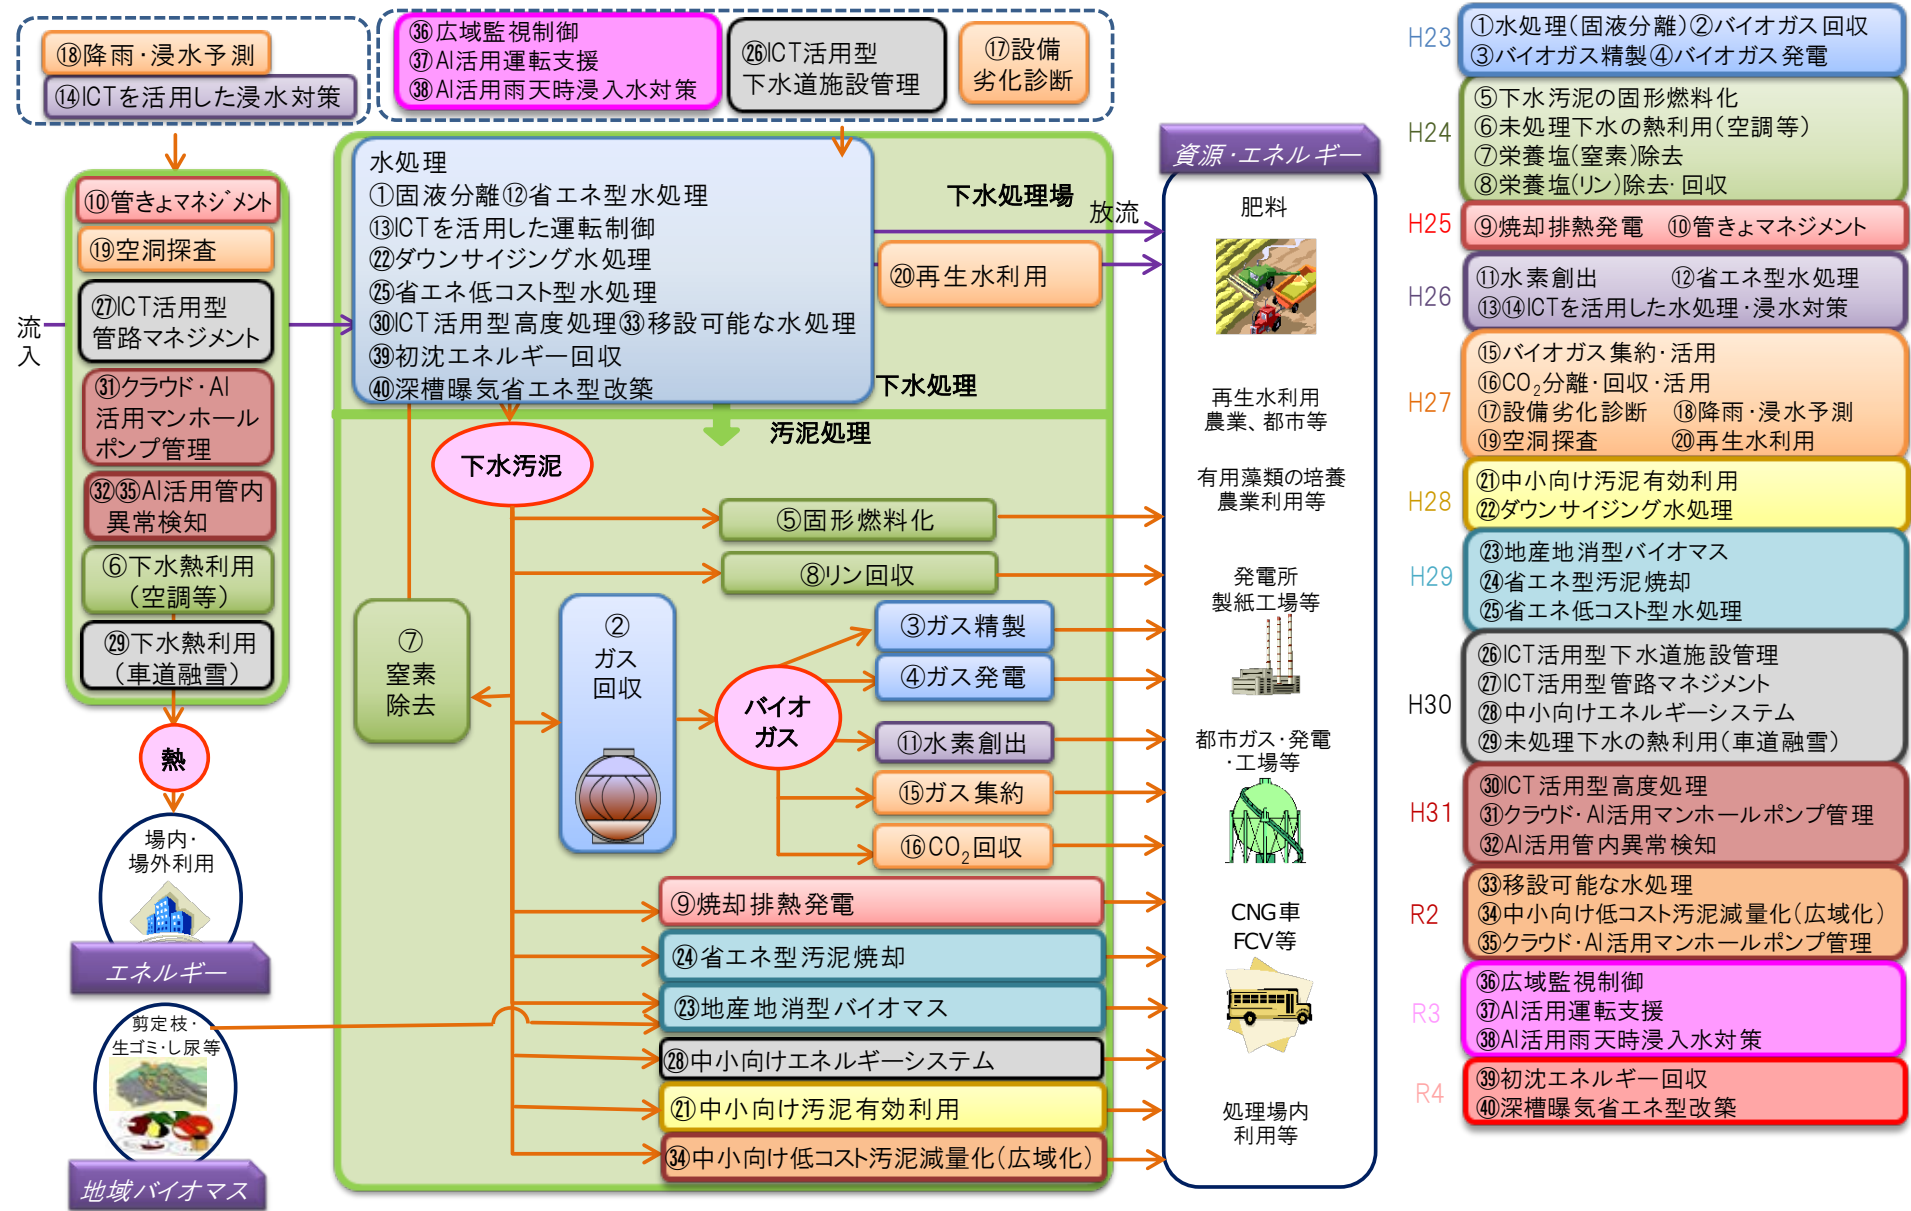 ⑱降雨・浸水予測
⑭ICTを活用した浸水対策
㊱広域監視制御
㊲AI活用運転支援
㊳AI活用雨天時浸入水対策
㉖ICT活用型
下水道施設管理
⑰設備
劣化診断
流
入
⑩管きょマネジメント
⑲空洞探査
㉗ICT活用型
管路マネジメント
㉛クラウド・AI
活用マンホール
ポンプ管理
㉜㉟AI活用管内
異常検知
⑥下水熱利用
（空調等）
㉙下水熱利用
（車道融雪）
熱
場内・
場外利用
エネルギー
剪定枝・
生ゴミ・し尿等
地域バイオマス
水処理
①固液分離⑫省エネ型水処理
⑬ICTを活用した運転制御
㉒ダウンサイジング水処理
㉕省エネ低コスト型水処理
㉚ICT活用型高度処理㉝移設可能な水処理
㊴初沈エネルギー回収
㊵深槽曝気省エネ型改築
下水処理場
放流
⑳再生水利用
下水処理
汚泥処理
下水汚泥
⑤固形燃料化
⑧リン回収
⑦
窒素
除去
②
ガス
回収
バイオ
ガス
③ガス精製
④ガス発電
⑪水素創出
⑮ガス集約
⑯CO₂回収
⑨焼却排熱発電
㉔省エネ型汚泥焼却
㉓地産地消型バイオマス
㉘中小向けエネルギーシステム
㉑中小向け汚泥有効利用
㉞中小向け低コスト汚泥減量化（広域化）
資源・エネルギー
肥料
再生水利用
農業、都市等
有用藻類の培養
農業利用等
発電所
製紙工場等
都市ガス・発電
・工場等
CNG車
FCV等
処理場内
利用等
H23
①水処理（固液分離）②バイオガス回収
③バイオガス精製④バイオガス発電
H24
⑤下水汚泥の固形燃料化
⑥未処理下水の熱利用（空調等）
⑦栄養塩(窒素)除去
⑧栄養塩(リン)除去・回収
H25
⑨焼却排熱発電 ⑩管きょマネジメント
H26
⑪水素創出 ⑫省エネ型水処理
⑬⑭ICTを活用した水処理・浸水対策
H27
⑮バイオガス集約・活用
⑯CO₂分離・回収・活用
⑰設備劣化診断 ⑱降雨・浸水予測
⑲空洞探査 ⑳再生水利用
H28
㉑中小向け汚泥有効利用
㉒ダウンサイジング水処理
H29
㉓地産地消型バイオマス
㉔省エネ型汚泥焼却
㉕省エネ低コスト型水処理
H30
㉖ICT活用型下水道施設管理
㉗ICT活用型管路マネジメント
㉘中小向けエネルギーシステム
㉙未処理下水の熱利用（車道融雪）
H31
㉚ICT活用型高度処理
㉛クラウド・AI活用マンホールポンプ管理
㉜AI活用管内異常検知
R2
㉝移設可能な水処理
㉞中小向け低コスト汚泥減量化（広域化）
㉟クラウド・AI活用マンホールポンプ管理
R3
㊱広域監視制御
㊲AI活用運転支援
㊳AI活用雨天時浸入水対策
R4
㊴初沈エネルギー回収
㊵深槽曝気省エネ型改築